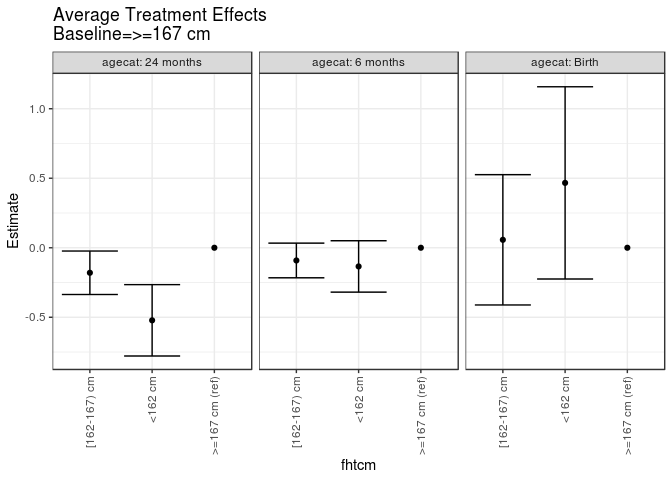 Average Treatment Effects
Baseline=>=167 cm
agecat: 24 months
agecat: 6 months
agecat: Birth
Estimate
1.0
0.5
0.0
-0.5
[162-167) cm
<162 cm
>=167 cm (ref)
[162-167) cm
<162 cm
>=167 cm (ref)
[162-167) cm
<162 cm
>=167 cm (ref)
fhtcm